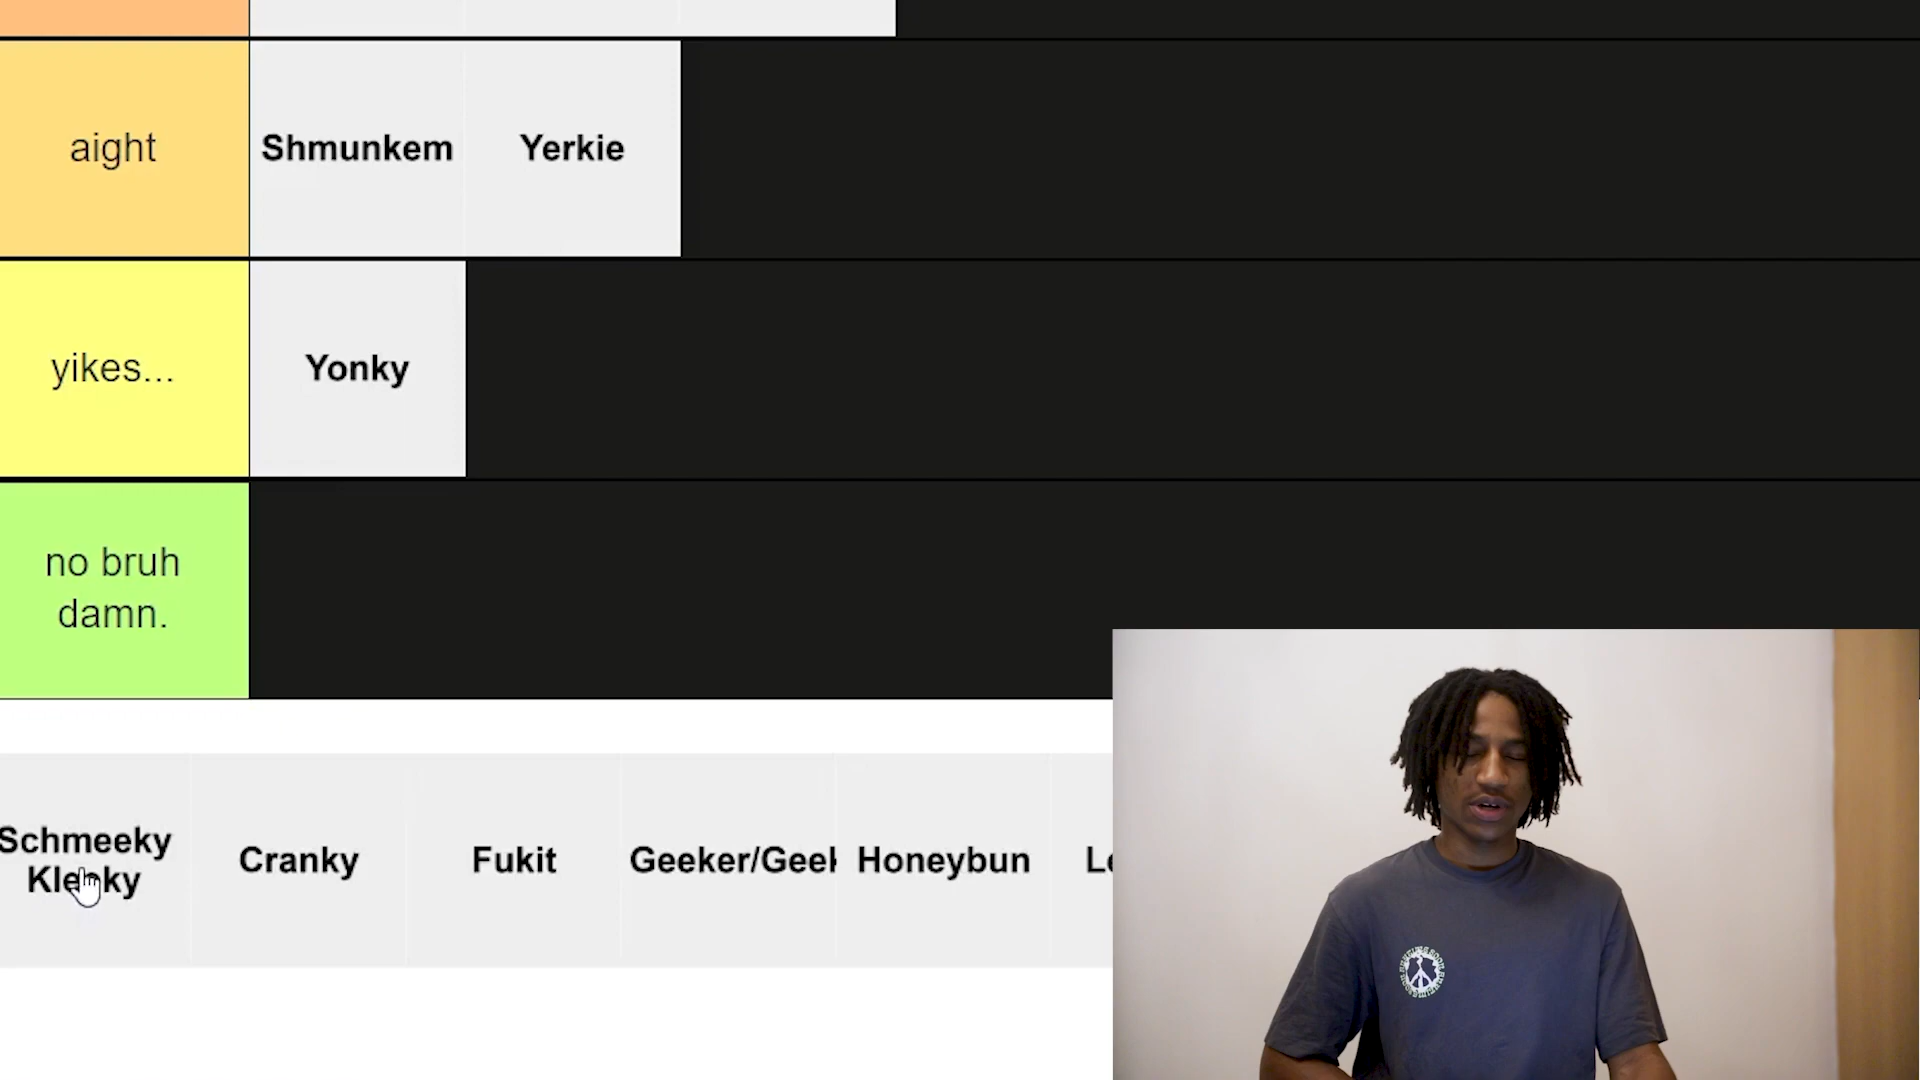 aight
Shmunkem
Yerkie
yikes...
Yonky
no bruh
damn.
Schmeeky
Klenky
Cranky
Fukit
Geeker/Geek
Honeybun